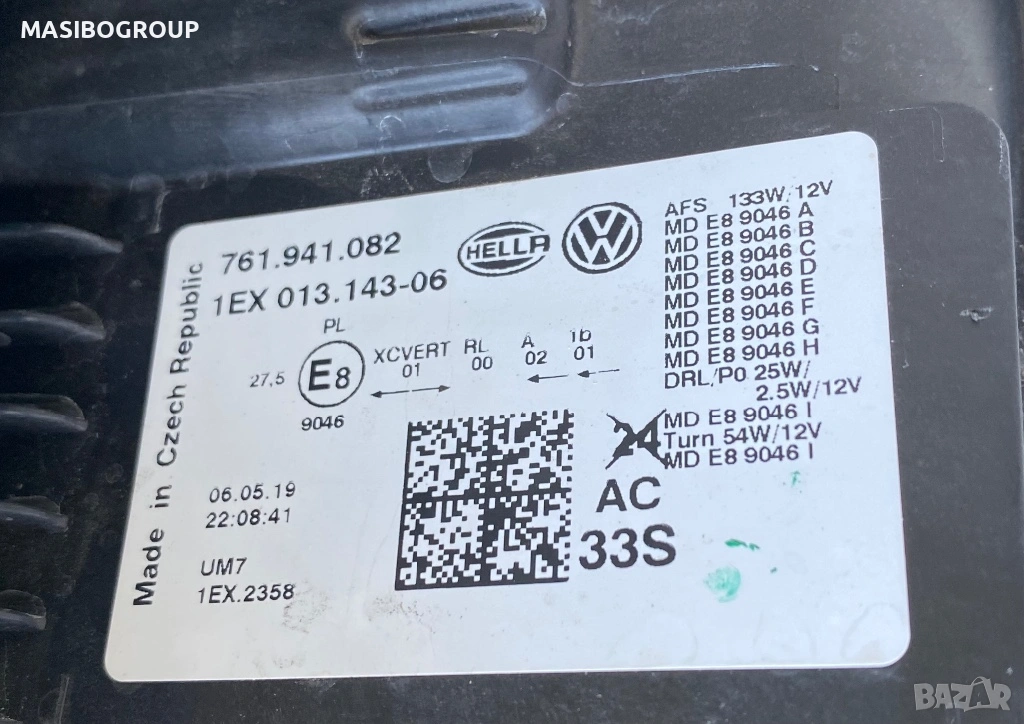 MASIBOGROUP
761.941.082
1EX 013.143-06
HELLA
VW
AFS 133W/12V
MD E8 9046 A
MD E8 9046 B
MD E8 9046 C
MD E8 9046 D
MD E8 9046 E
MD E8 9046 F
MD E8 9046 G
MD E8 9046 H
DRL/PO 25W/
2.5W/12V
MD E8 9046 I
Turn 54W/12V
MD E8 9046 I
PL
27,5
E8
9046
XCVERT
01
RL
00
A
02
1b
01
24
AC
33S
06.05.19
22:08:41
UM7
1EX.2358
Made in Czech Republic
BAZAR